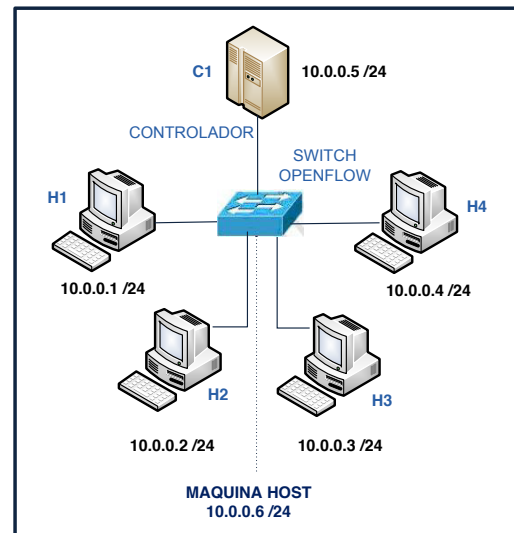 C1
10.0.0.5 /24
CONTROLADOR
SWITCH
OPENFLOW
H1
H4
10.0.0.1 /24
10.0.0.4 /24
H2
H3
10.0.0.2 /24
10.0.0.3 /24
MAQUINA HOST
10.0.0.6 /24